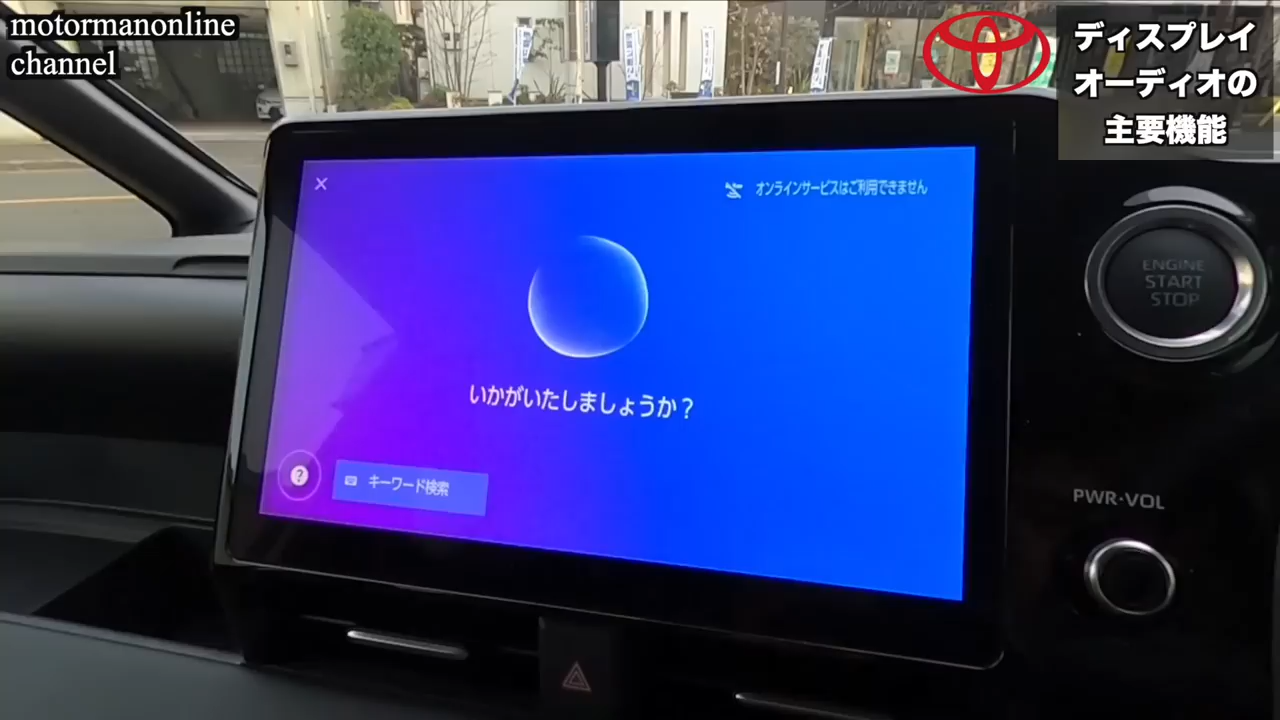 motormanonline
channel
ディスプレイ
オーディオの
主要機能
オンラインサービスはご利用できません
いかがいたしましょうか？
キーワード検索
ENGINE
START
STOP
PWR·VOL